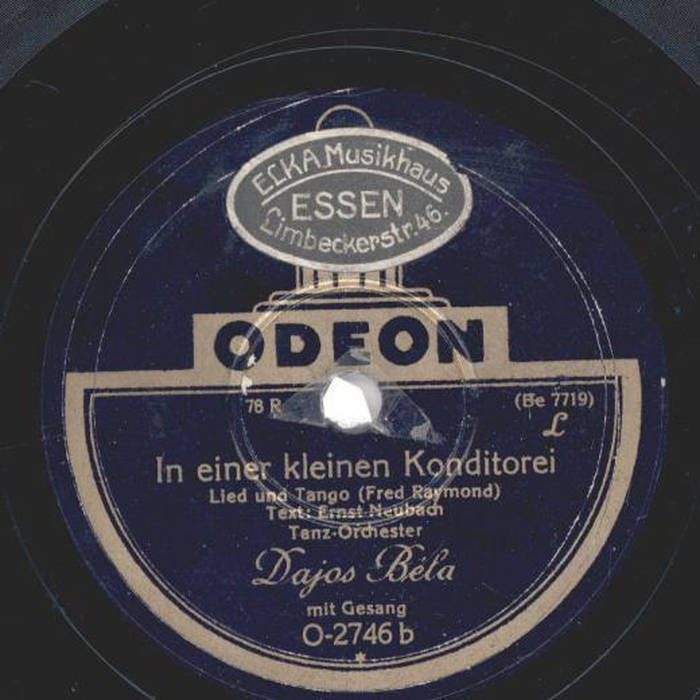 ELKA Musikhaus
ESSEN
Limbeckerstr. 46.
ODEON
78 R
(Be 7719)
L
In einer kleinen Konditorei
Lied und Tango (Fred Raymond)
Text: Ernst Neubach
Tanz-Orchester
Dajos Béla
mit Gesang
O-2746 b